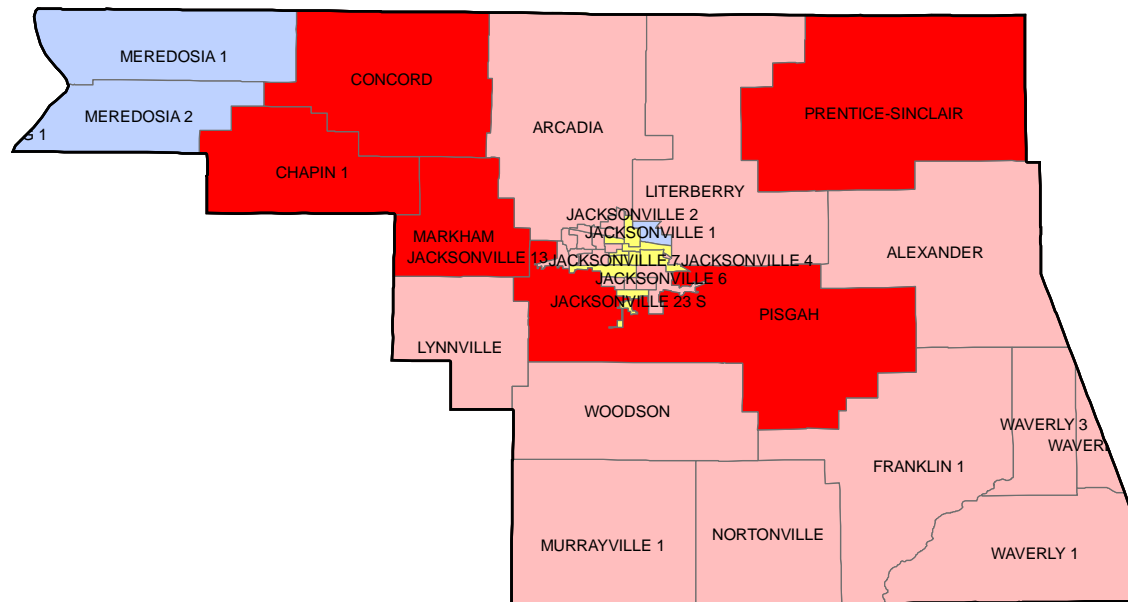 MEREDOSIA 1
CONCORD
PRENTICE-SINCLAIR
MEREDOSIA 2
ARCADIA
G 1
CHAPIN 1
LITERBERRY
JACKSONVILLE 2
JACKSONVILLE 1
MARKHAM
ALEXANDER
JACKSONVILLE 13
JACKSONVILLE 7
JACKSONVILLE 4
JACKSONVILLE 6
JACKSONVILLE 23 S
PISGAH
LYNNVILLE
WOODSON
WAVERLY 3
WAVERL
FRANKLIN 1
MURRAYVILLE 1
NORTONVILLE
WAVERLY 1